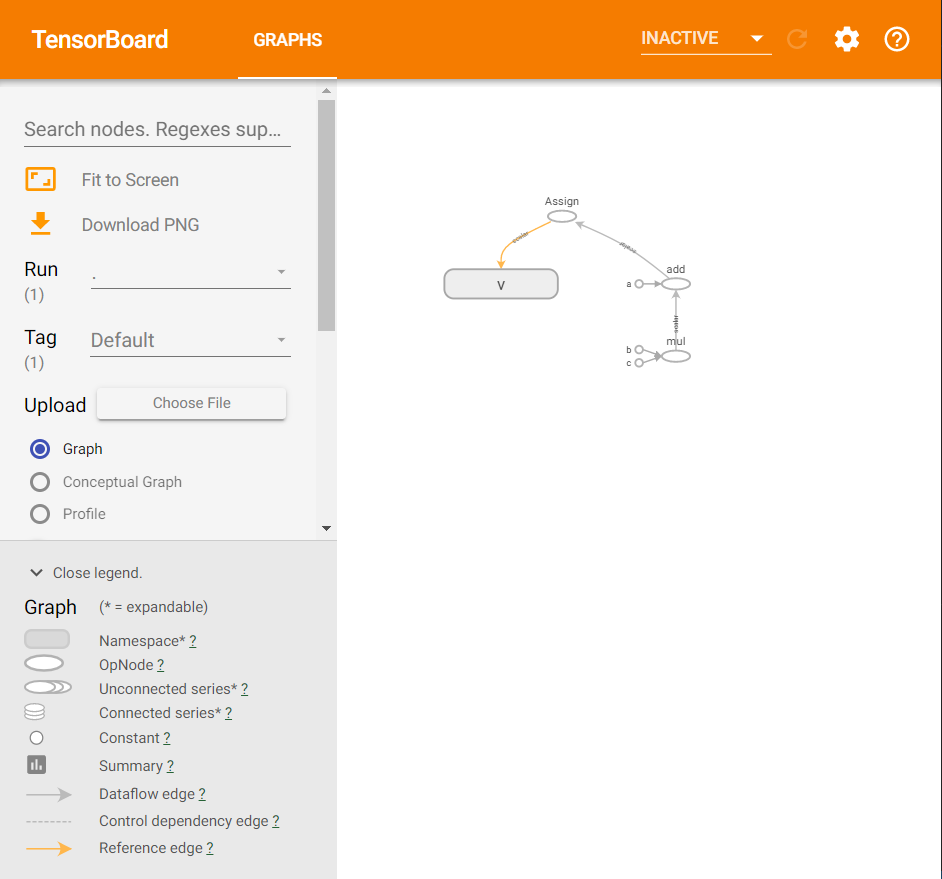 TensorBoard
GRAPHS
INACTIVE
Search nodes. Regexes sup...
Fit to Screen
Download PNG
Run
(1)
.
Tag
(1)
Default
Upload
Choose File
Graph
Conceptual Graph
Profile
Close legend.
Graph
(* = expandable)
Namespace* ?
OpNode ?
Unconnected series* ?
Connected series* ?
Constant ?
Summary ?
Dataflow edge ?
Control dependency edge ?
Reference edge ?
Assign
scalar
V
add
a
scalar
mul
b
c